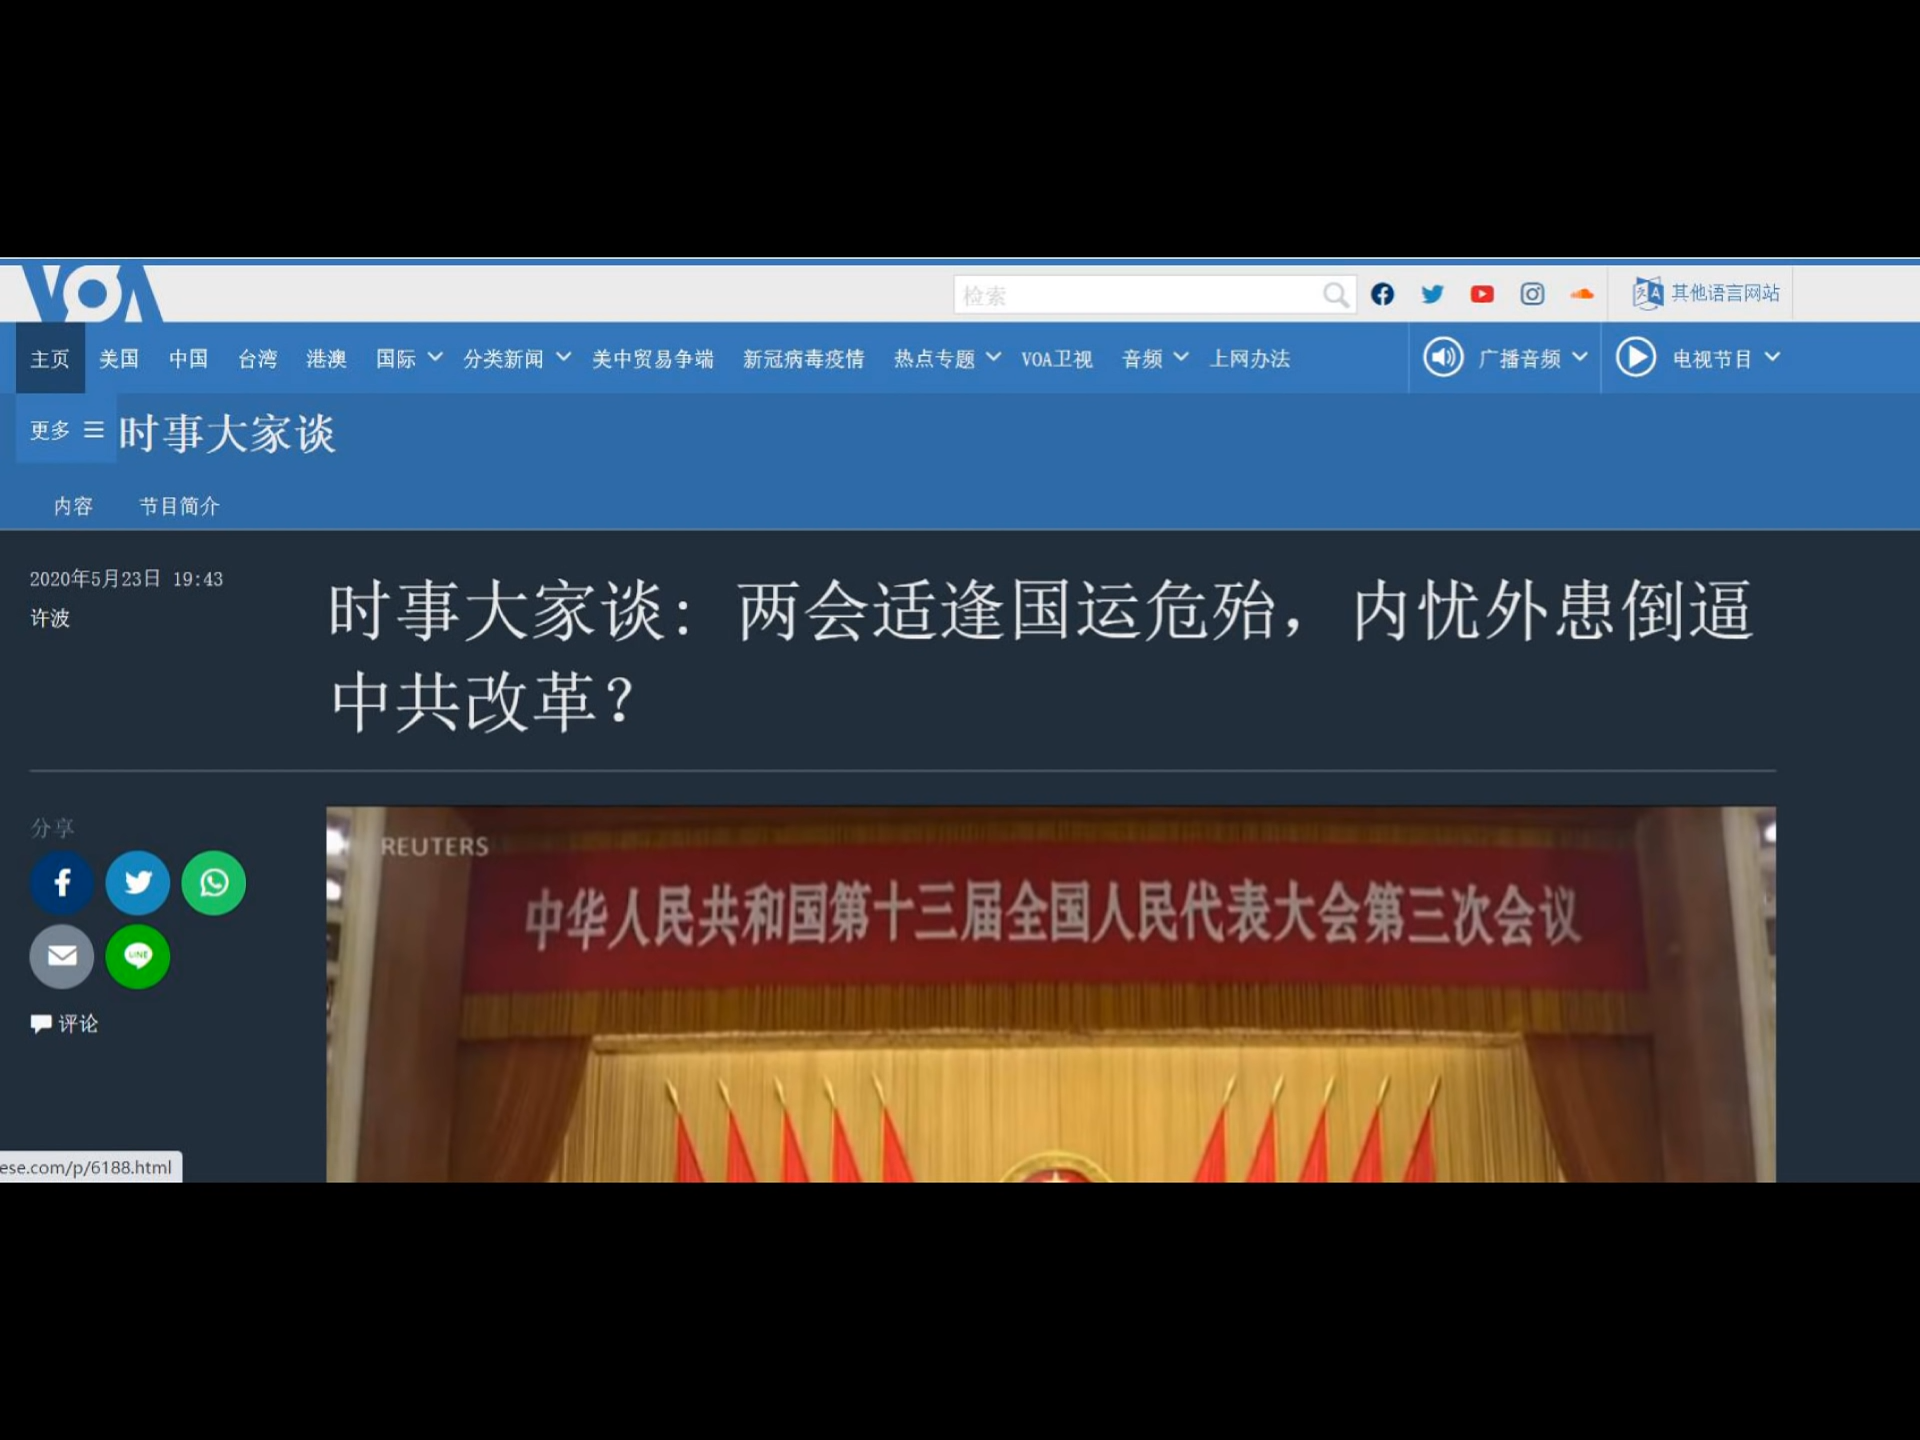 VOA
检索
其他语言网站
主页 美国 中国 台湾 港澳 国际 分类新闻 美中贸易争端 新冠病毒疫情 热点专题 VOA卫视 音频 上网办法 广播音频 电视节目
更多 时事大家谈
内容 节目简介
2020年5月23日 19:43
许波
时事大家谈：两会适逢国运危殆，内忧外患倒逼
中共改革？
分享
REUTERS
中华人民共和国第十三届全国人民代表大会第三次会议
LINE
评论
ese.com/p/6188.html